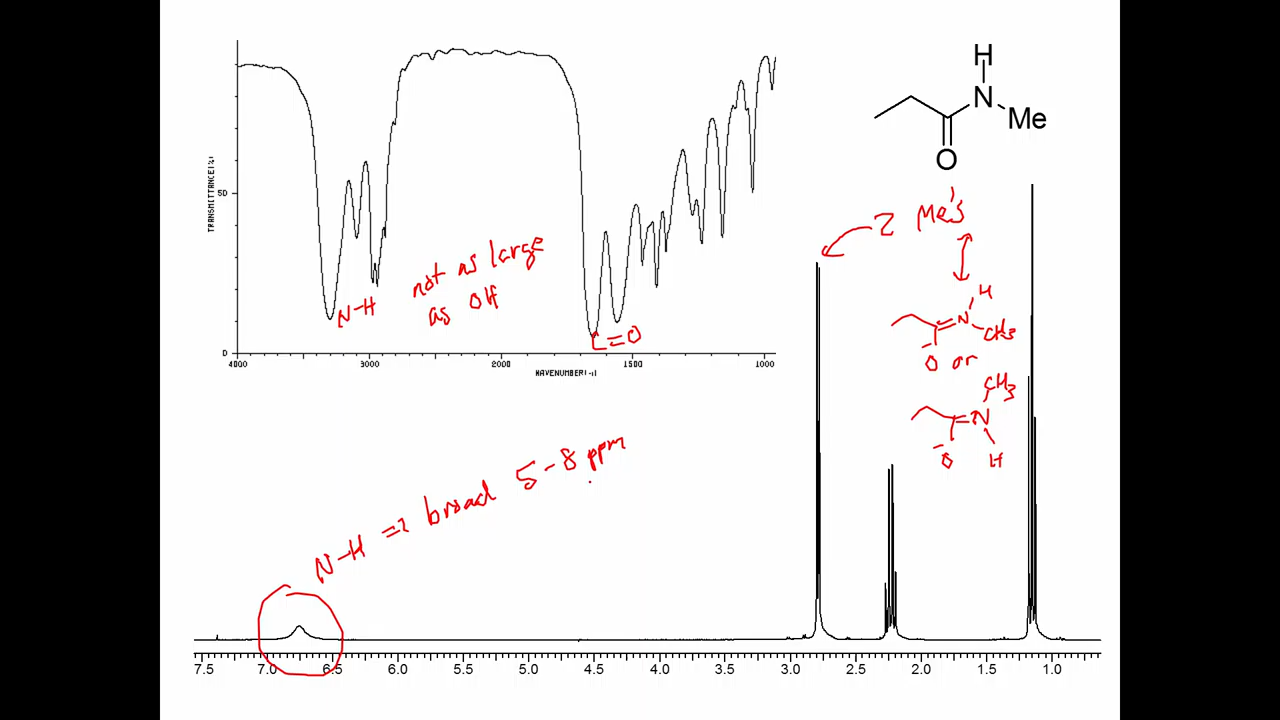 H
N
Me
O
TRANSMITTANCE(%)
50
0
4000 3000 2000 1500 1000
WAVENUMBER(-1)
N-H
not as large
as OH
C=O
2 Me's
H
N
CH3
-O or
CH3
N
-O H
N-H => broad 5-8 ppm
7.5 7.0 6.5 6.0 5.5 5.0 4.5 4.0 3.5 3.0 2.5 2.0 1.5 1.0